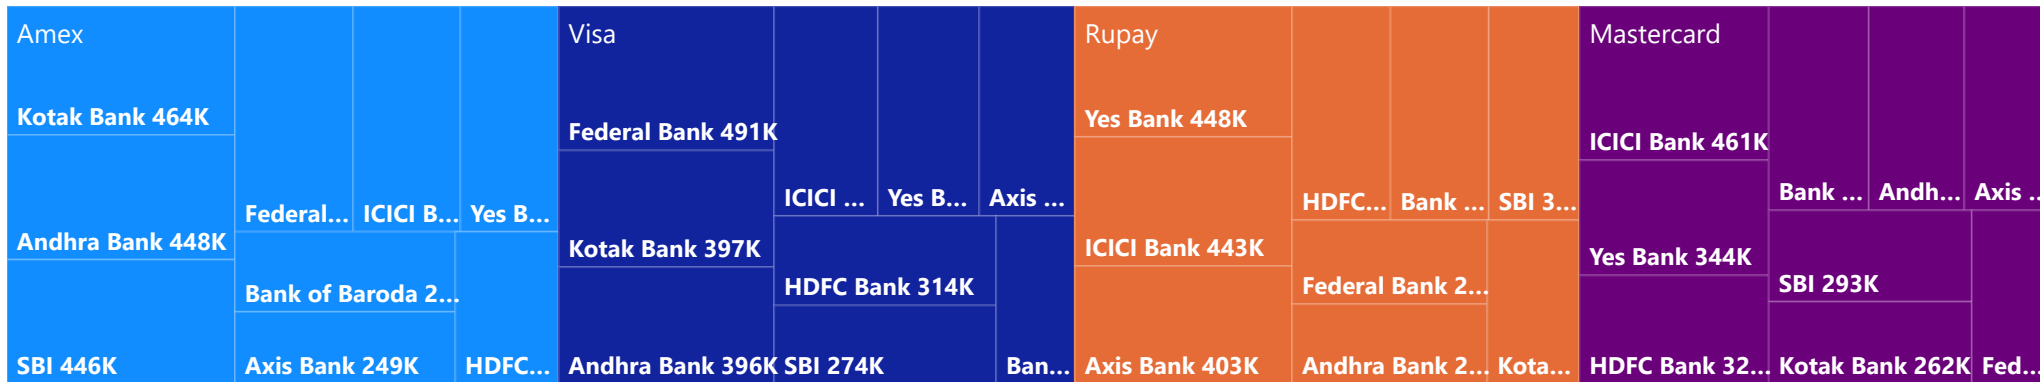 Amex
Kotak Bank 464K
Andhra Bank 448K
SBI 446K
Federal...
ICICI B...
Yes B...
Bank of Baroda 2...
Axis Bank 249K
HDFC...
Visa
Federal Bank 491K
Kotak Bank 397K
Andhra Bank 396K
ICICI ...
Yes B...
Axis ...
HDFC Bank 314K
SBI 274K
Ban...
Rupay
Yes Bank 448K
ICICI Bank 443K
Axis Bank 403K
HDFC...
Bank ...
SBI 3...
Federal Bank 2...
Andhra Bank 2...
Kota...
Mastercard
ICICI Bank 461K
Yes Bank 344K
HDFC Bank 32...
Bank ...
Andh...
Axis ...
SBI 293K
Kotak Bank 262K
Fed...